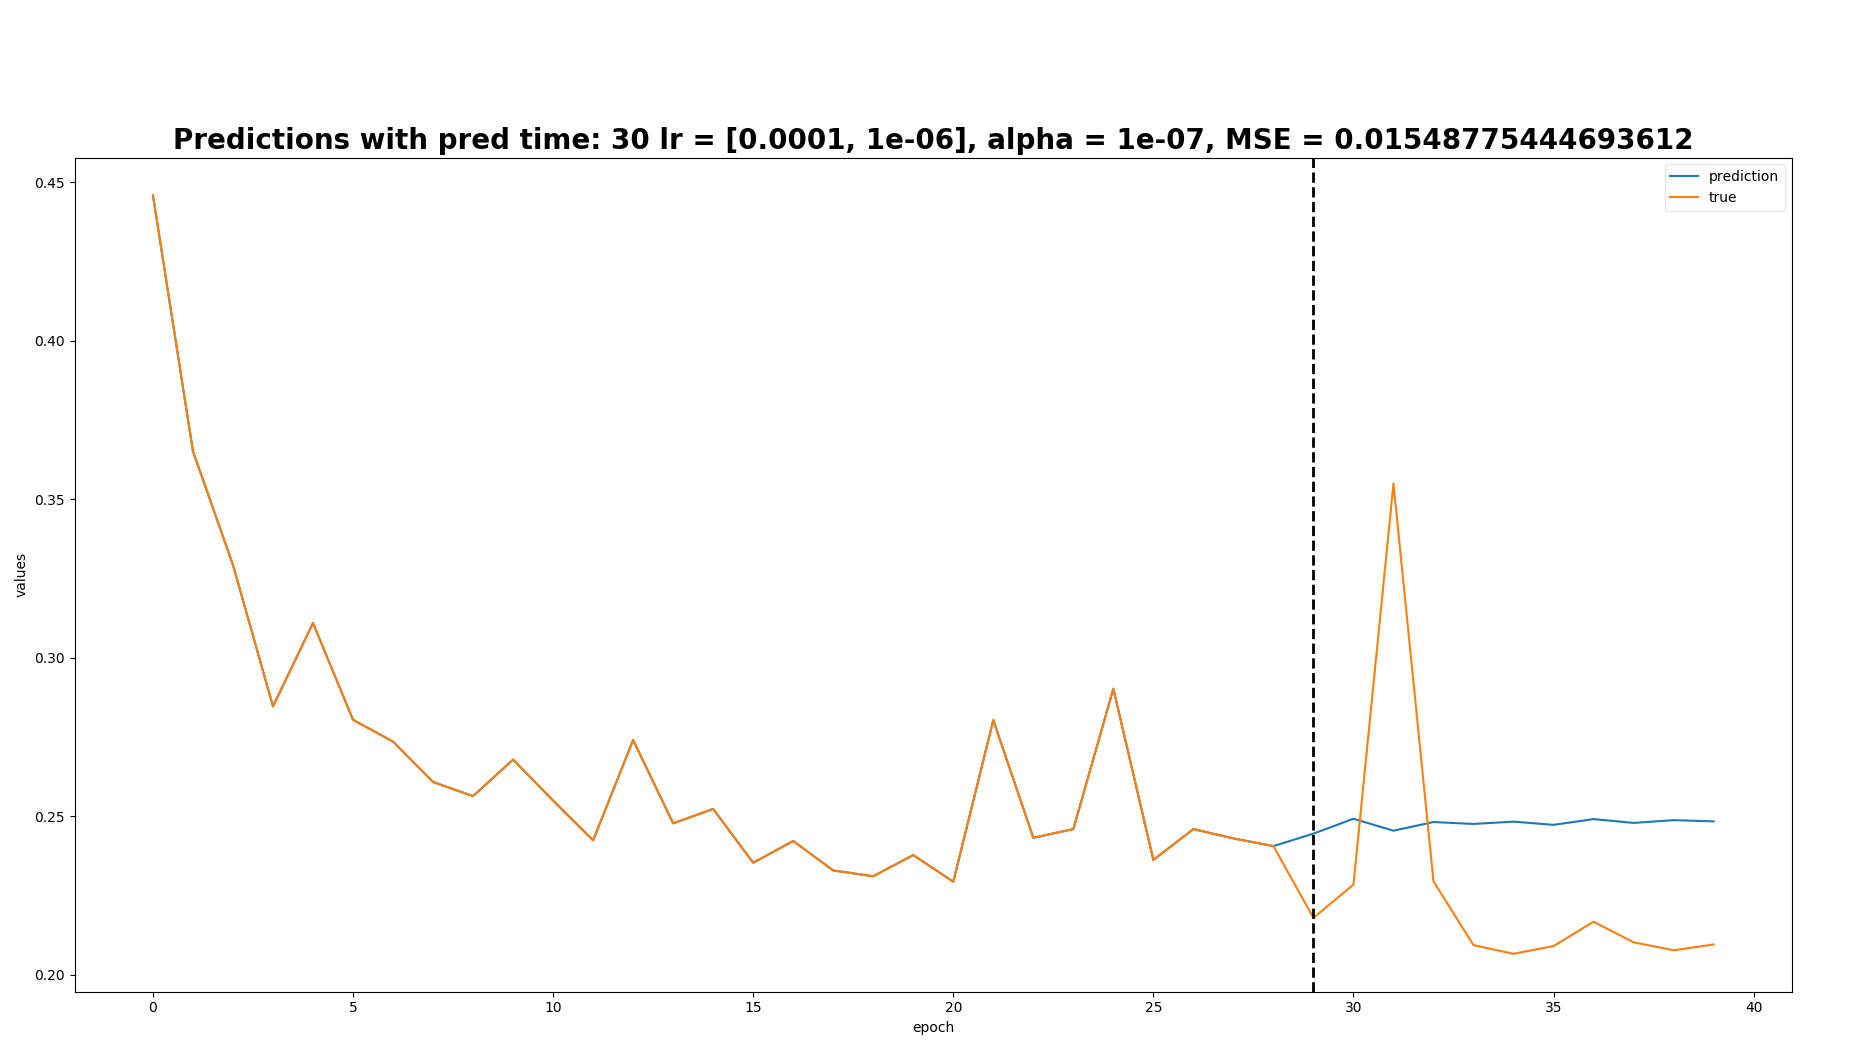 Predictions with pred time: 30 lr = [0.0001, 1e-06], alpha = 1e-07, MSE = 0.01548775444693612
prediction
true
0.45
0.40
0.35
0.30
0.25
0.20
values
0 5 10 15 20 25 30 35 40
epoch